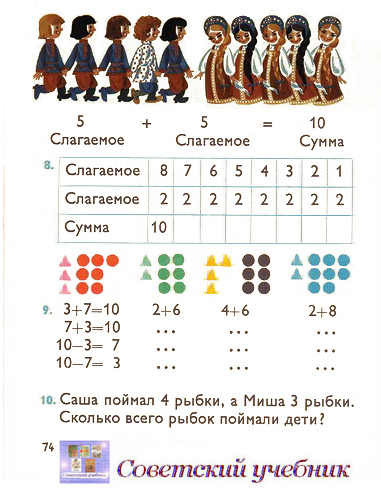 5 + 5 = 10
Слагаемое Слагаемое Сумма
8. Слагаемое 8 7 6 5 4 3 2 1
Слагаемое 2 2 2 2 2 2 2 2
Сумма 10
9. 3+7=10 2+6 4+6 2+8
7+3=10 ... ... ...
10−3= 7 ... ... ...
10−7= 3 ... ... ...
10. Саша поймал 4 рыбки, а Миша 3 рыбки.
Сколько всего рыбок поймали дети?
74
Советский учебник